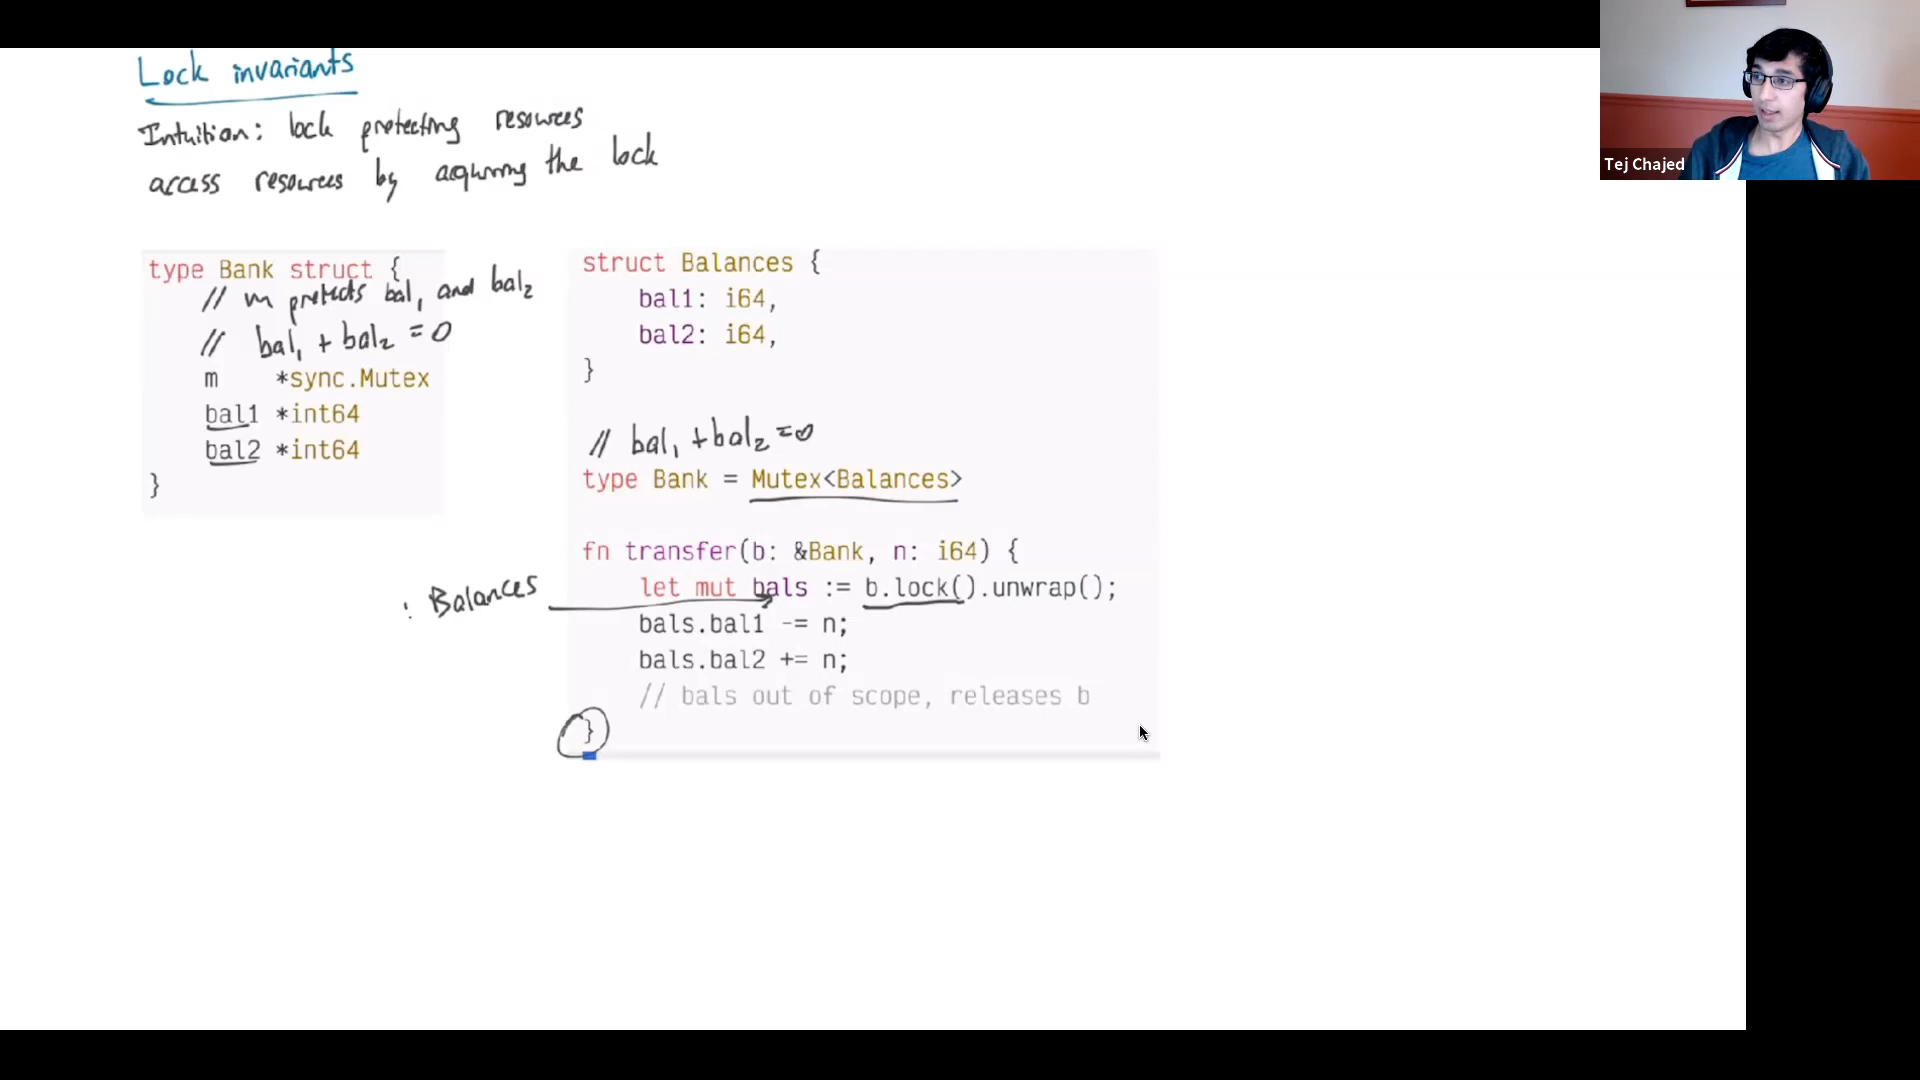 Lock invariants
Intuition: lock protecting resources
access resources by acquiring the lock
type Bank struct {
// m protects bal1 and bal2
// bal1 + bal2 = 0
m *sync.Mutex
bal1 *int64
bal2 *int64
}
struct Balances {
bal1: i64,
bal2: i64,
}
// bal1 + bal2 = 0
type Bank = Mutex<Balances>
fn transfer(b: &Bank, n: i64) {
let mut bals := b.lock().unwrap();
: Balances
bals.bal1 -= n;
bals.bal2 += n;
// bals out of scope, releases b
}
Tej Chajed